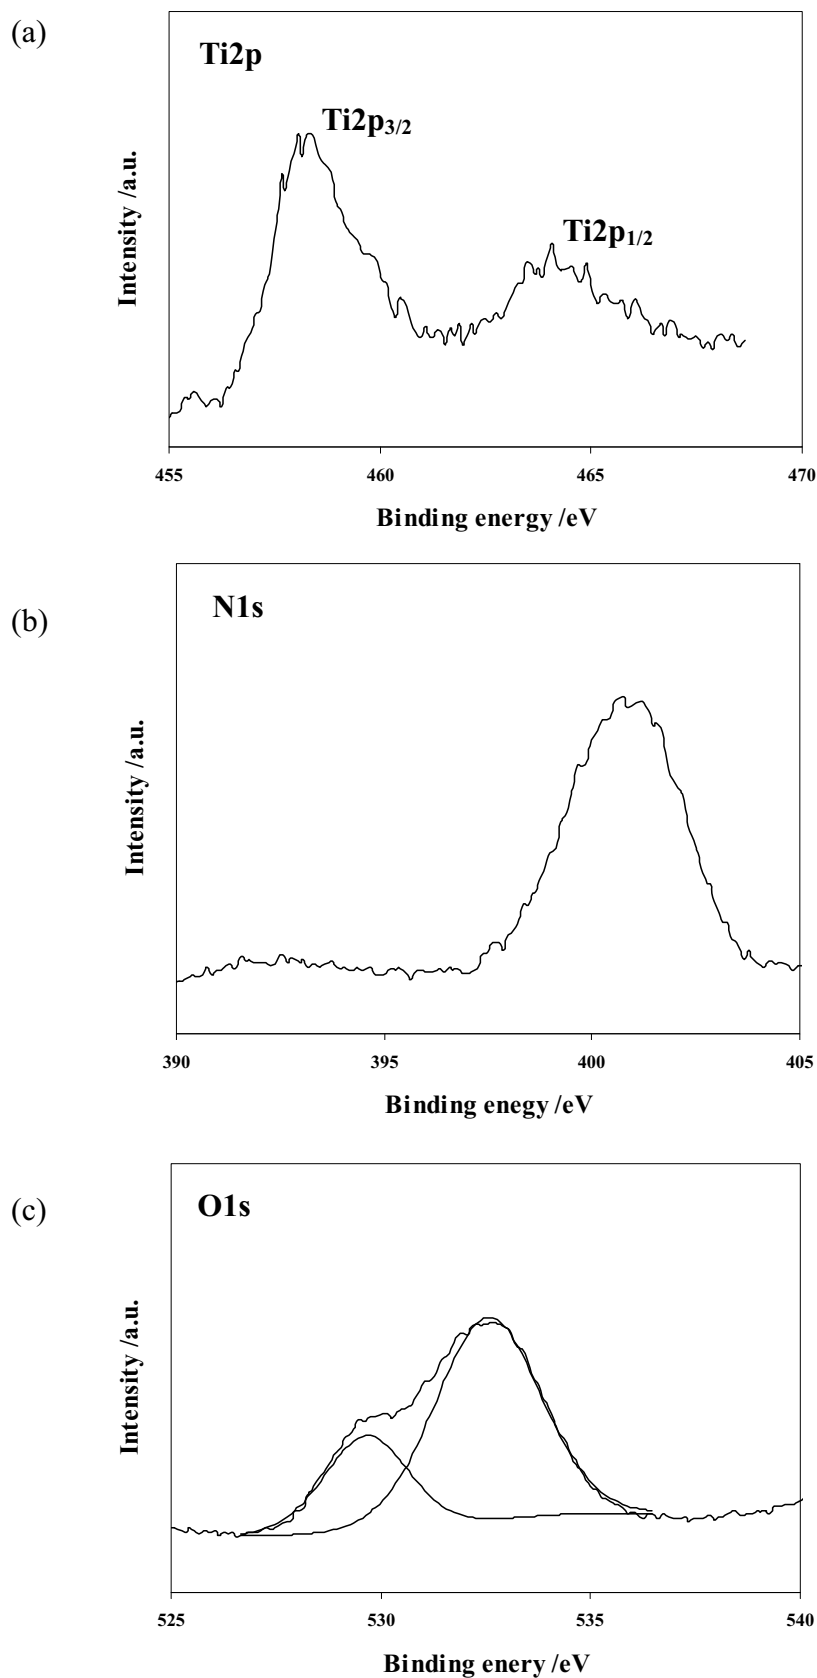 (a)
Ti2p
Ti2p3/2
Ti2p1/2
Intensity /a.u.
455 460 465 470
Binding energy /eV
(b)
N1s
Intensity /a.u.
390 395 400 405
Binding enegy /eV
(c)
O1s
Intensity /a.u.
525 530 535 540
Binding enery /eV